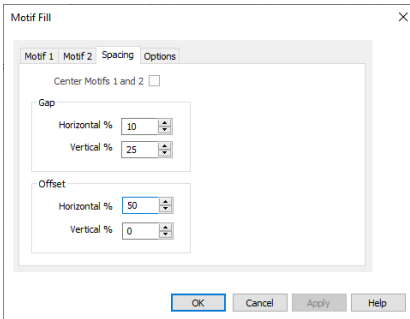 Motif Fill
Motif 1 Motif 2 Spacing Options
Center Motifs 1 and 2
Gap
Horizontal % 10
Vertical % 25
Offset
Horizontal % 50
Vertical % 0
OK Cancel Apply Help